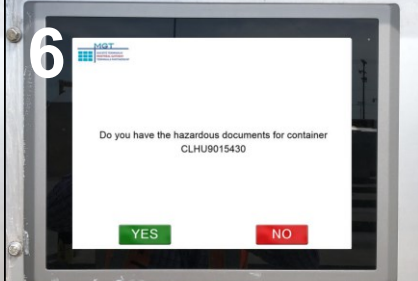 6
MGT
Do you have the hazardous documents for container
CLHU9015430
YES
NO